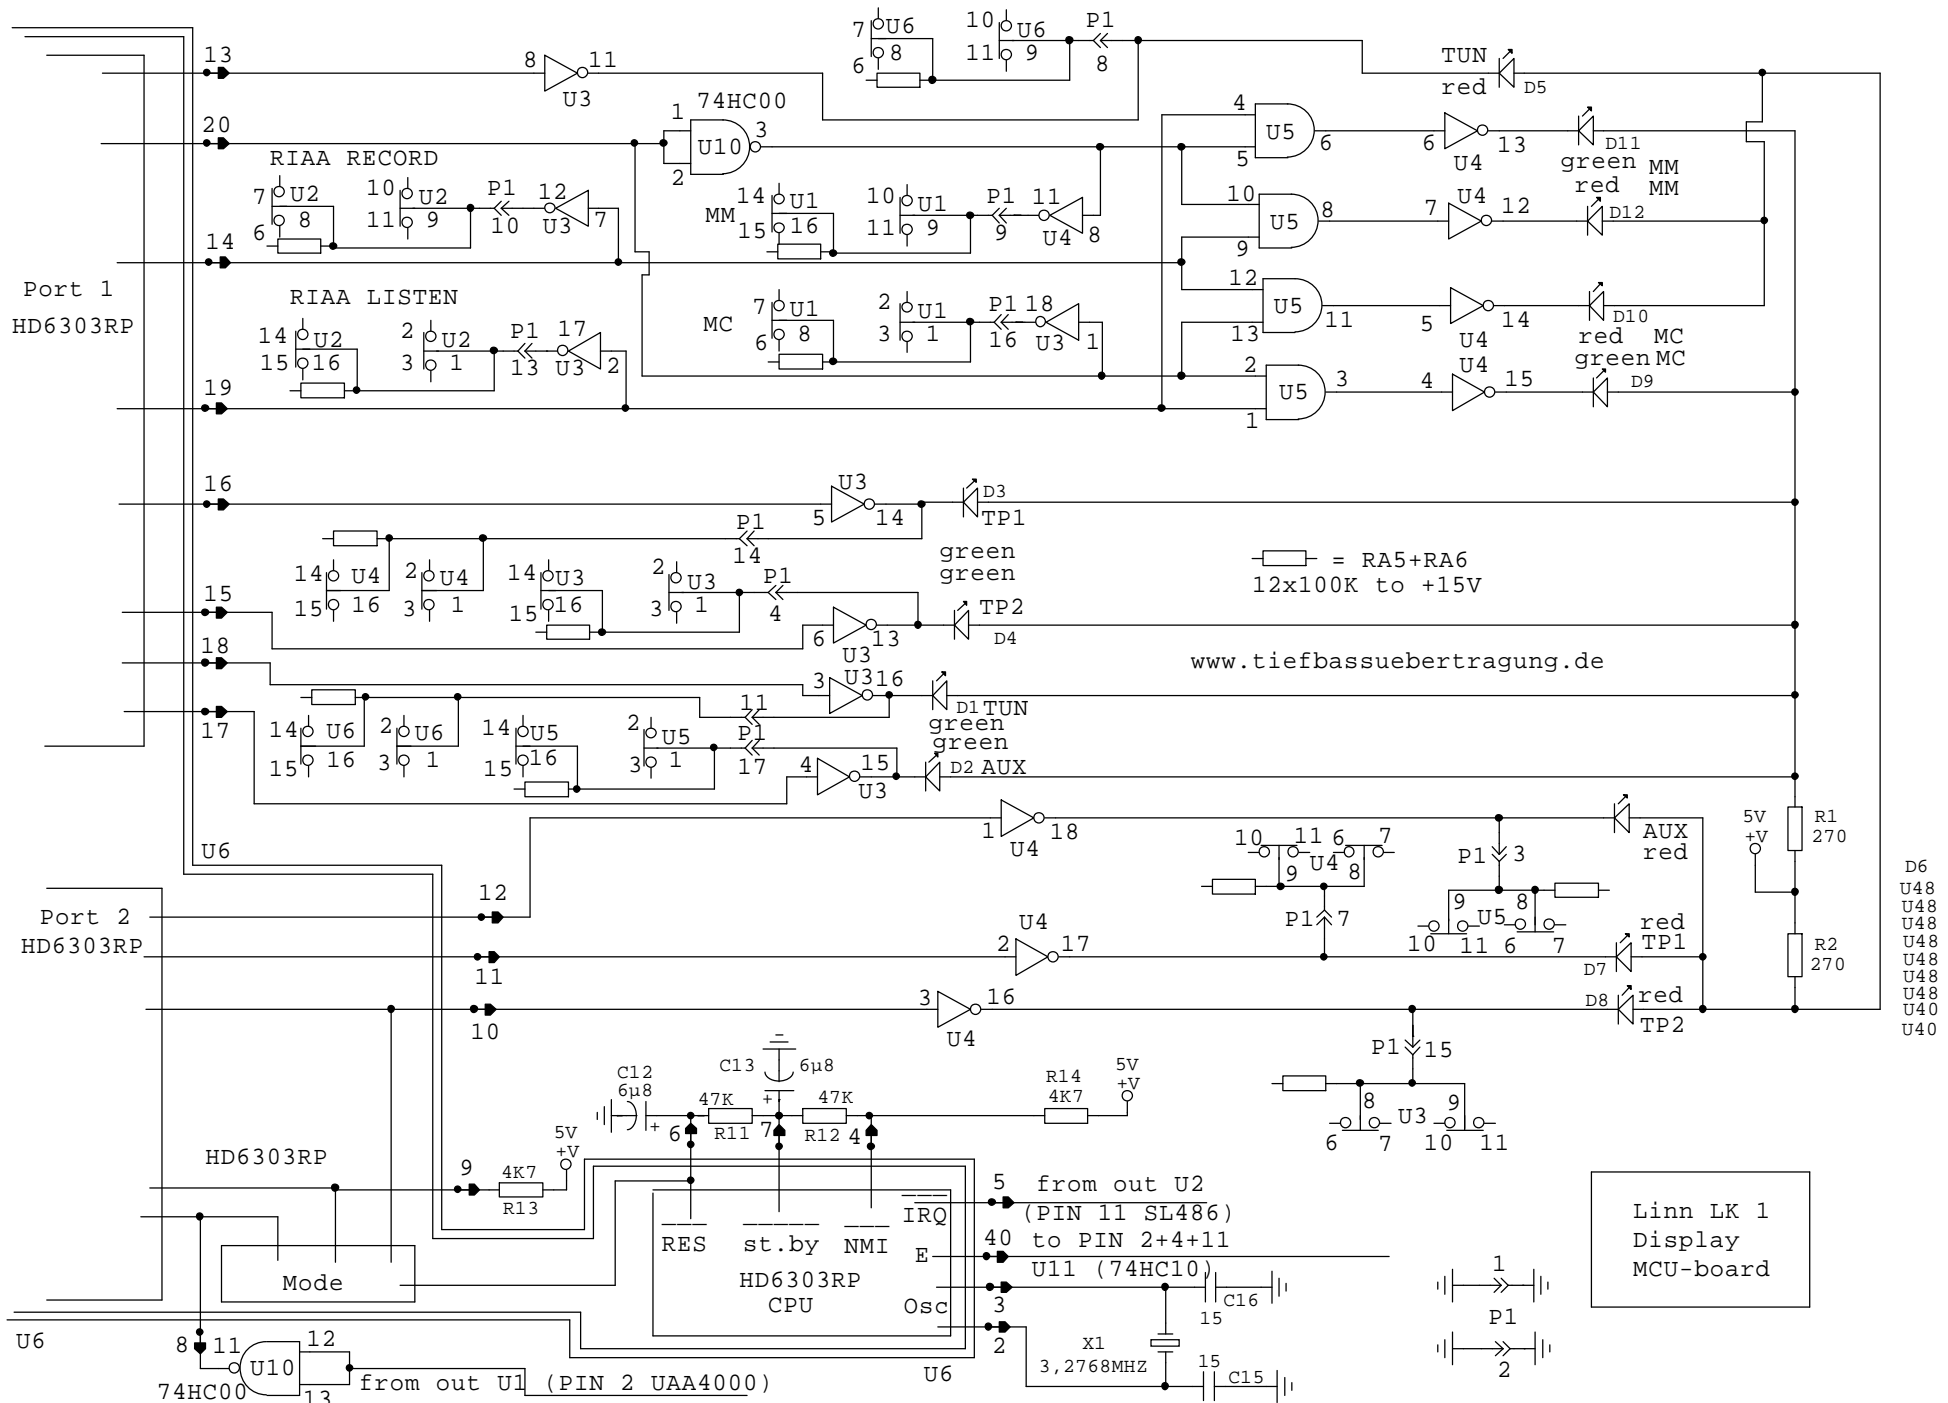 7 U6 10 U6 P1
8 11 9 8
6
13 8 11 TUN
U3 red D5
74HC00
20 1 3 4
U10 U5 6 6 13
2 5 U4 D11
RIAA RECORD green MM
red MM
7 U2 10 U2 P1 12
8 11 9 10 U3 7
6
MM 14 U1 10 U1 P1 11
15 16 11 9 9 U4 8
10 U5 8 7 U4 12 D12
9
14
Port 1
HD6303RP
RIAA LISTEN
14 U2 2 U2 P1 17
15 16 3 1 13 U3 2
MC 7 U1 2 U1 P1 18
6 8 3 1 16 U3 1
12 U5 11 5 14 D10
13 U4
red MC
green MC
U4
2 U5 3 4 15 D9
1
19
16 U3 D3
5 14 TP1
P1
14 green
green
14 U4 2 U4 14 U3 2 U3 P1
15 16 3 1 15 16 3 1 4
= RA5+RA6
12x100K to +15V
15 TP2
6 13 D4
U3
18 www.tiefbassuebertragung.de
3 U3 16
D1 TUN
11 green
green
17 14 U6 2 U6 14 U5 2 U5 P1
15 16 3 1 15 16 3 1 17
4 15 D2 AUX
U3
1 18
U4
AUX
red
5V
+V
R1
270
U6
10 11 6 7
9 U4 8
P1 3
P1 7
9 8
U5
10 11 6 7
12
Port 2
HD6303RP
U4
2 17
11
red
TP1
D7
R2
270
D6
U48
U48
U48
U48
U48
U48
U48
U40
U40
3 16
10 U4
D8 red
TP2
P1 15
8 9
U3
6 7 10 11
C12
6µ8
+
C13 6µ8
+
47K 47K
6 R11 7 R12 4
R14
4K7
5V
+V
HD6303RP
9
4K7
R13
5V
+V
RES st.by NMI
IRQ
E
HD6303RP
CPU
Osc
5 from out U2
(PIN 11 SL486)
40 to PIN 2+4+11
U11 (74HC10)
3
2
C16
15
X1
3,2768MHZ
15
C15
Mode
U6
8 11 12
U10
74HC00 13
from out U1 (PIN 2 UAA4000)
U6
1
P1
2
Linn LK 1
Display
MCU-board